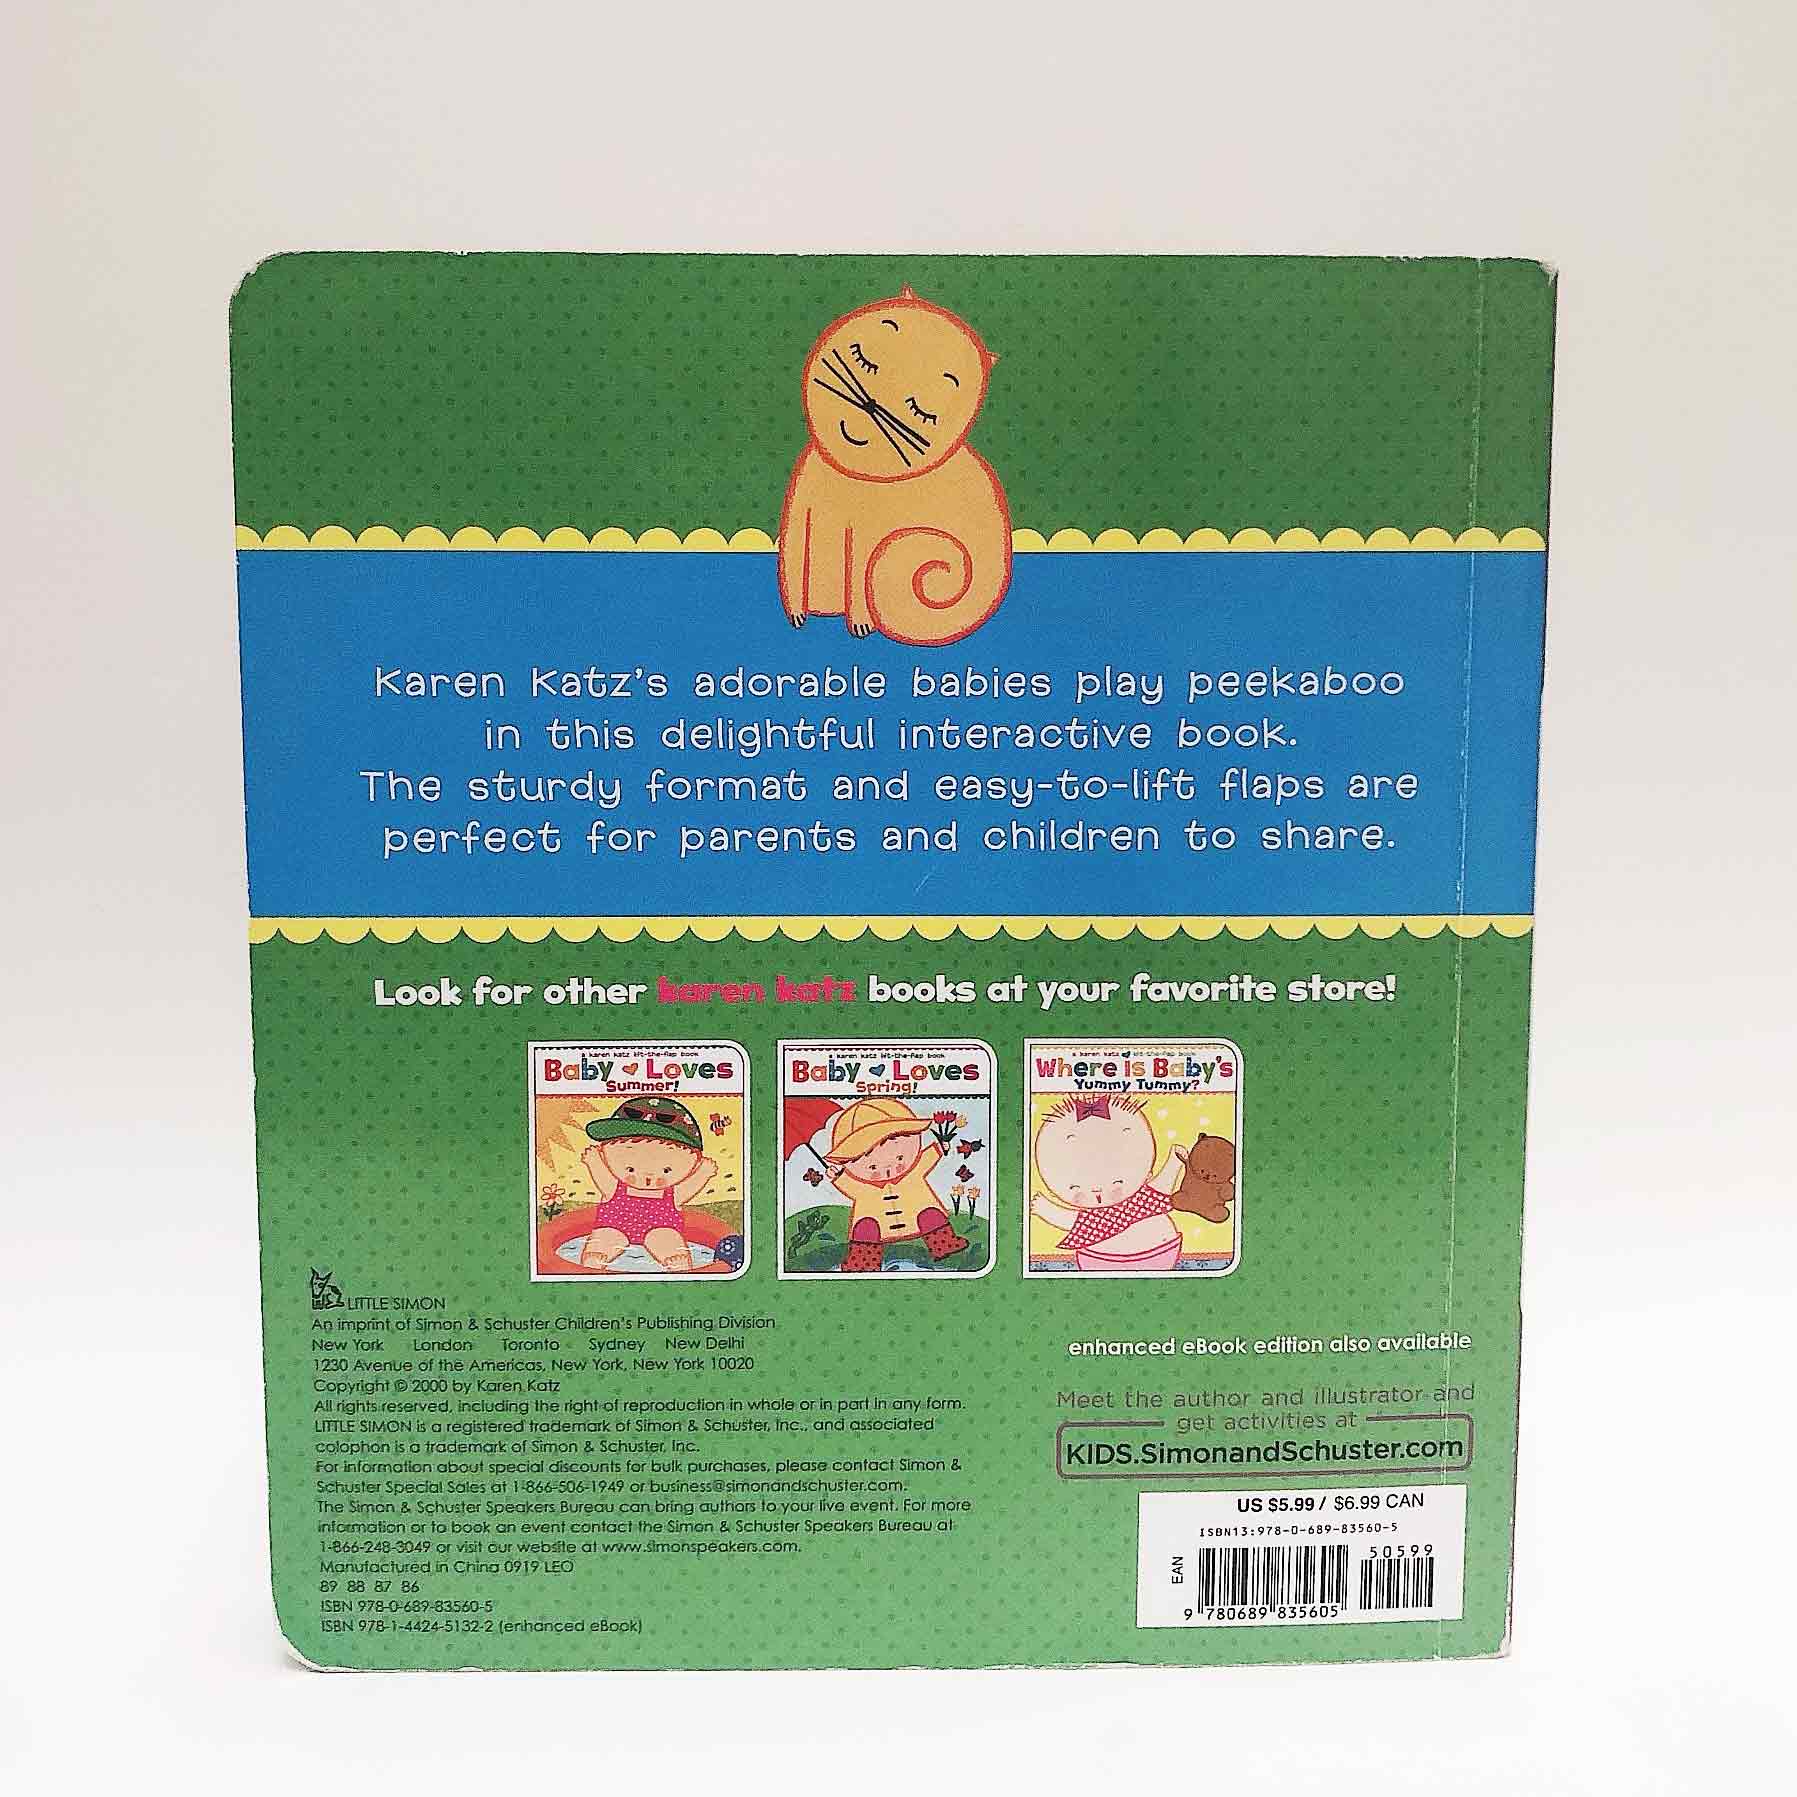 Karen Katz's adorable babies play peekaboo
in this delightful interactive book.
The sturdy format and easy-to-lift flaps are
perfect for parents and children to share.
Look for other karen katz books at your favorite store!
a karen katz lift-the-flap book
Baby Loves
Summer!
a karen katz lift-the-flap book
Baby Loves
Spring!
a karen katz lift-the-flap book
Where is Baby's
Yummy Tummy?
LITTLE SIMON
An imprint of Simon & Schuster Children's Publishing Division
New York London Toronto Sydney New Delhi
1230 Avenue of the Americas, New York, New York 10020
Copyright © 2000 by Karen Katz
All rights reserved, including the right of reproduction in whole or in part in any form.
LITTLE SIMON is a registered trademark of Simon & Schuster, Inc., and associated
colophon is a trademark of Simon & Schuster, Inc.
For information about special discounts for bulk purchases, please contact Simon &
Schuster Special Sales at 1-866-506-1949 or business@simonandschuster.com.
The Simon & Schuster Speakers Bureau can bring authors to your live event. For more
information or to book an event contact the Simon & Schuster Speakers Bureau at
1-866-248-3049 or visit our website at www.simonspeakers.com.
Manufactured in China 0919 LEO
89 88 87 86
ISBN 978-0-689-83560-5
ISBN 978-1-4424-5132-2 (enhanced eBook)
enhanced eBook edition also available
Meet the author and illustrator and
get activities at
KIDS.SimonandSchuster.com
US $5.99 / $6.99 CAN
ISBN13:978-0-689-83560-5
50599
EAN
9 780689 835605